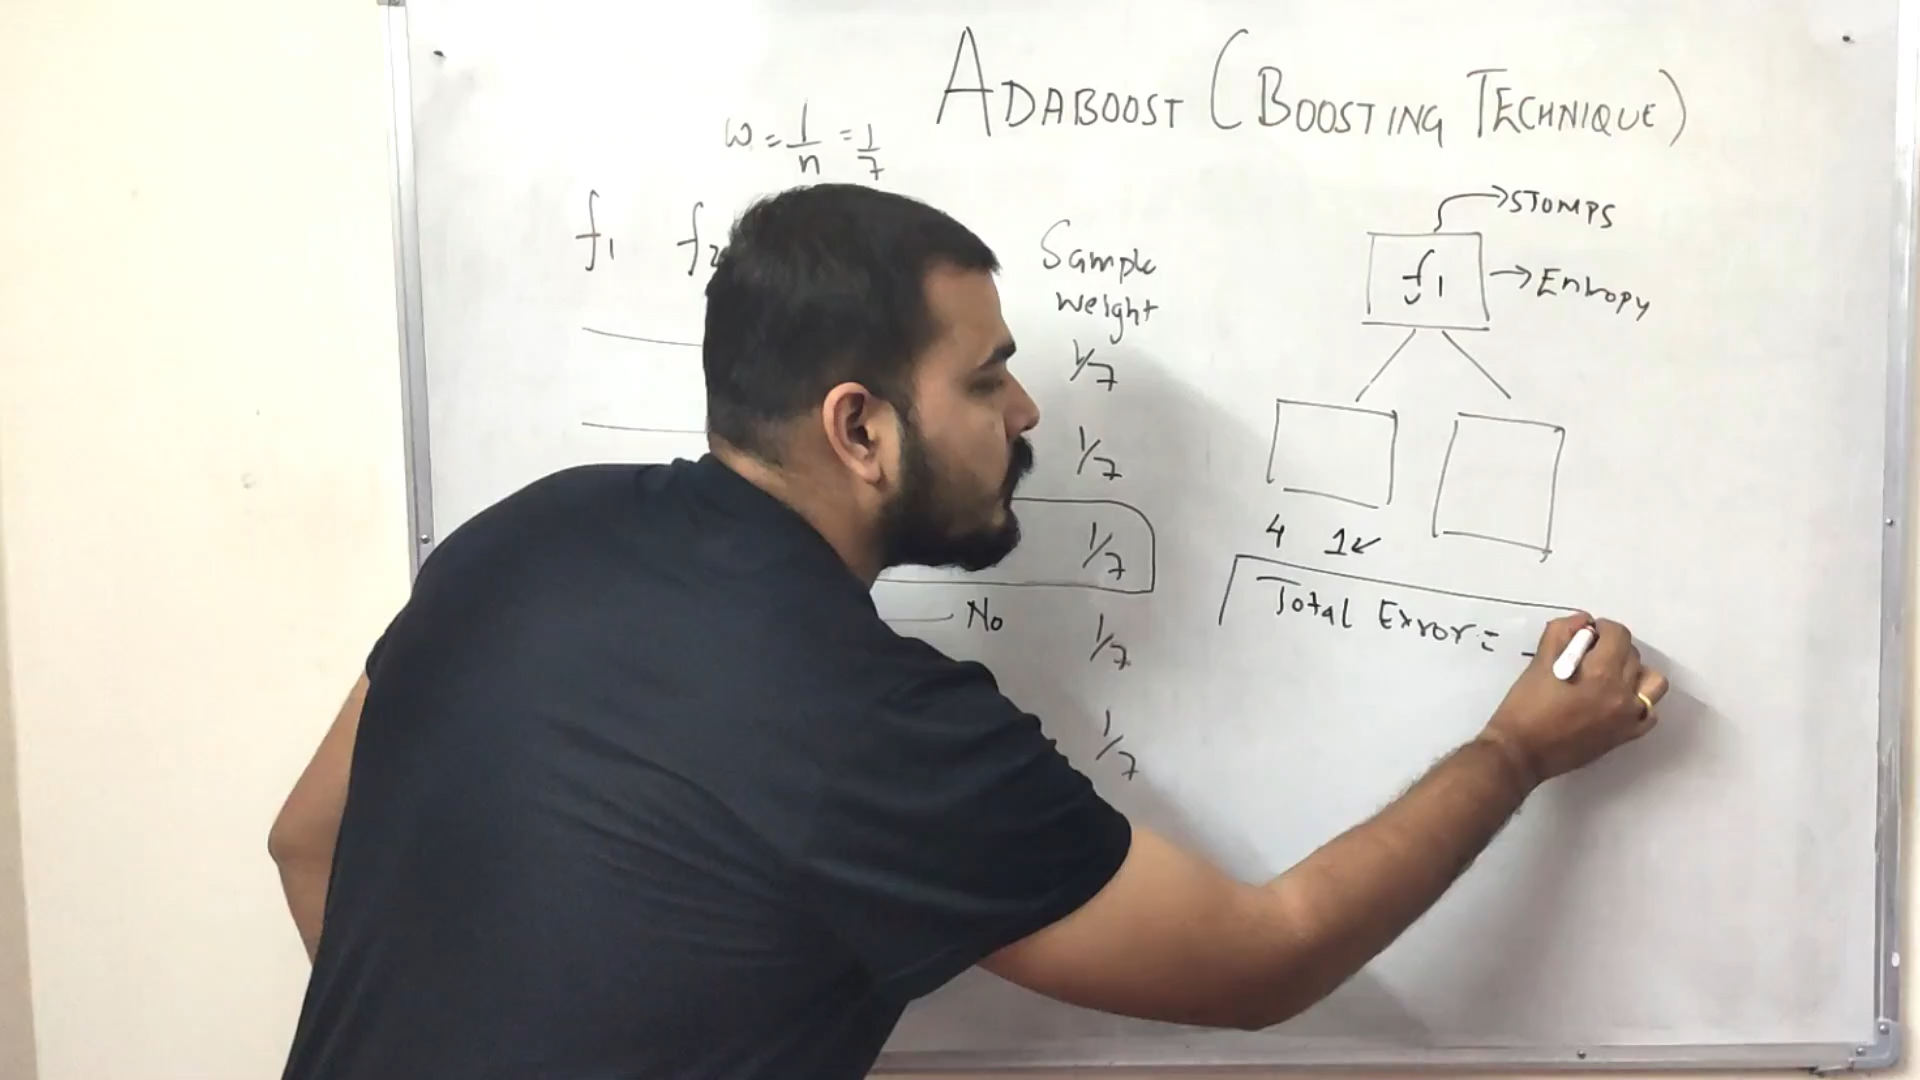 ADABOOST (BOOSTING TECHNIQUE)
w = 1/n = 1/7
f1 f2
Sample
weight
1/7
1/7
1/7
No 1/7
1/7
→ STOMPS
f1 → Entropy
4 1
Total Error =